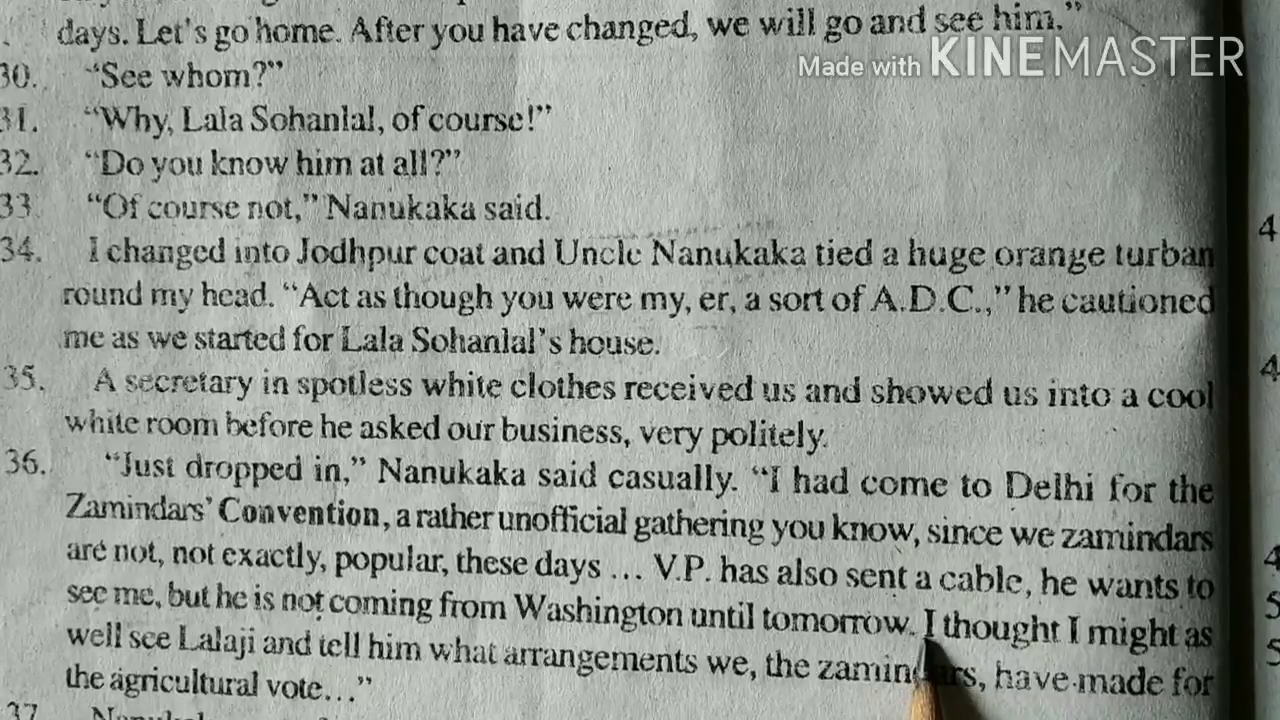 days. Let's go home. After you have changed, we will go and see him."
Made with KINEMASTER
30. "See whom?"
31. "Why, Lala Sohanlal, of course!"
32. "Do you know him at all?"
33. "Of course not," Nanukaka said.
34. I changed into Jodhpur coat and Uncle Nanukaka tied a huge orange turban
round my head. "Act as though you were my, er, a sort of A.D.C.," he cautioned
me as we started for Lala Sohanlal's house.
35. A secretary in spotless white clothes received us and showed us into a cool
white room before he asked our business, very politely.
36. "Just dropped in," Nanukaka said casually. "I had come to Delhi for the
Zamindars' Convention, a rather unofficial gathering you know, since we zamindars
are not, not exactly, popular, these days ... V.P. has also sent a cable, he wants to
see me, but he is not coming from Washington until tomorrow. I thought I might as
well see Lalaji and tell him what arrangements we, the zamindars, have made for
the agricultural vote..."
37.